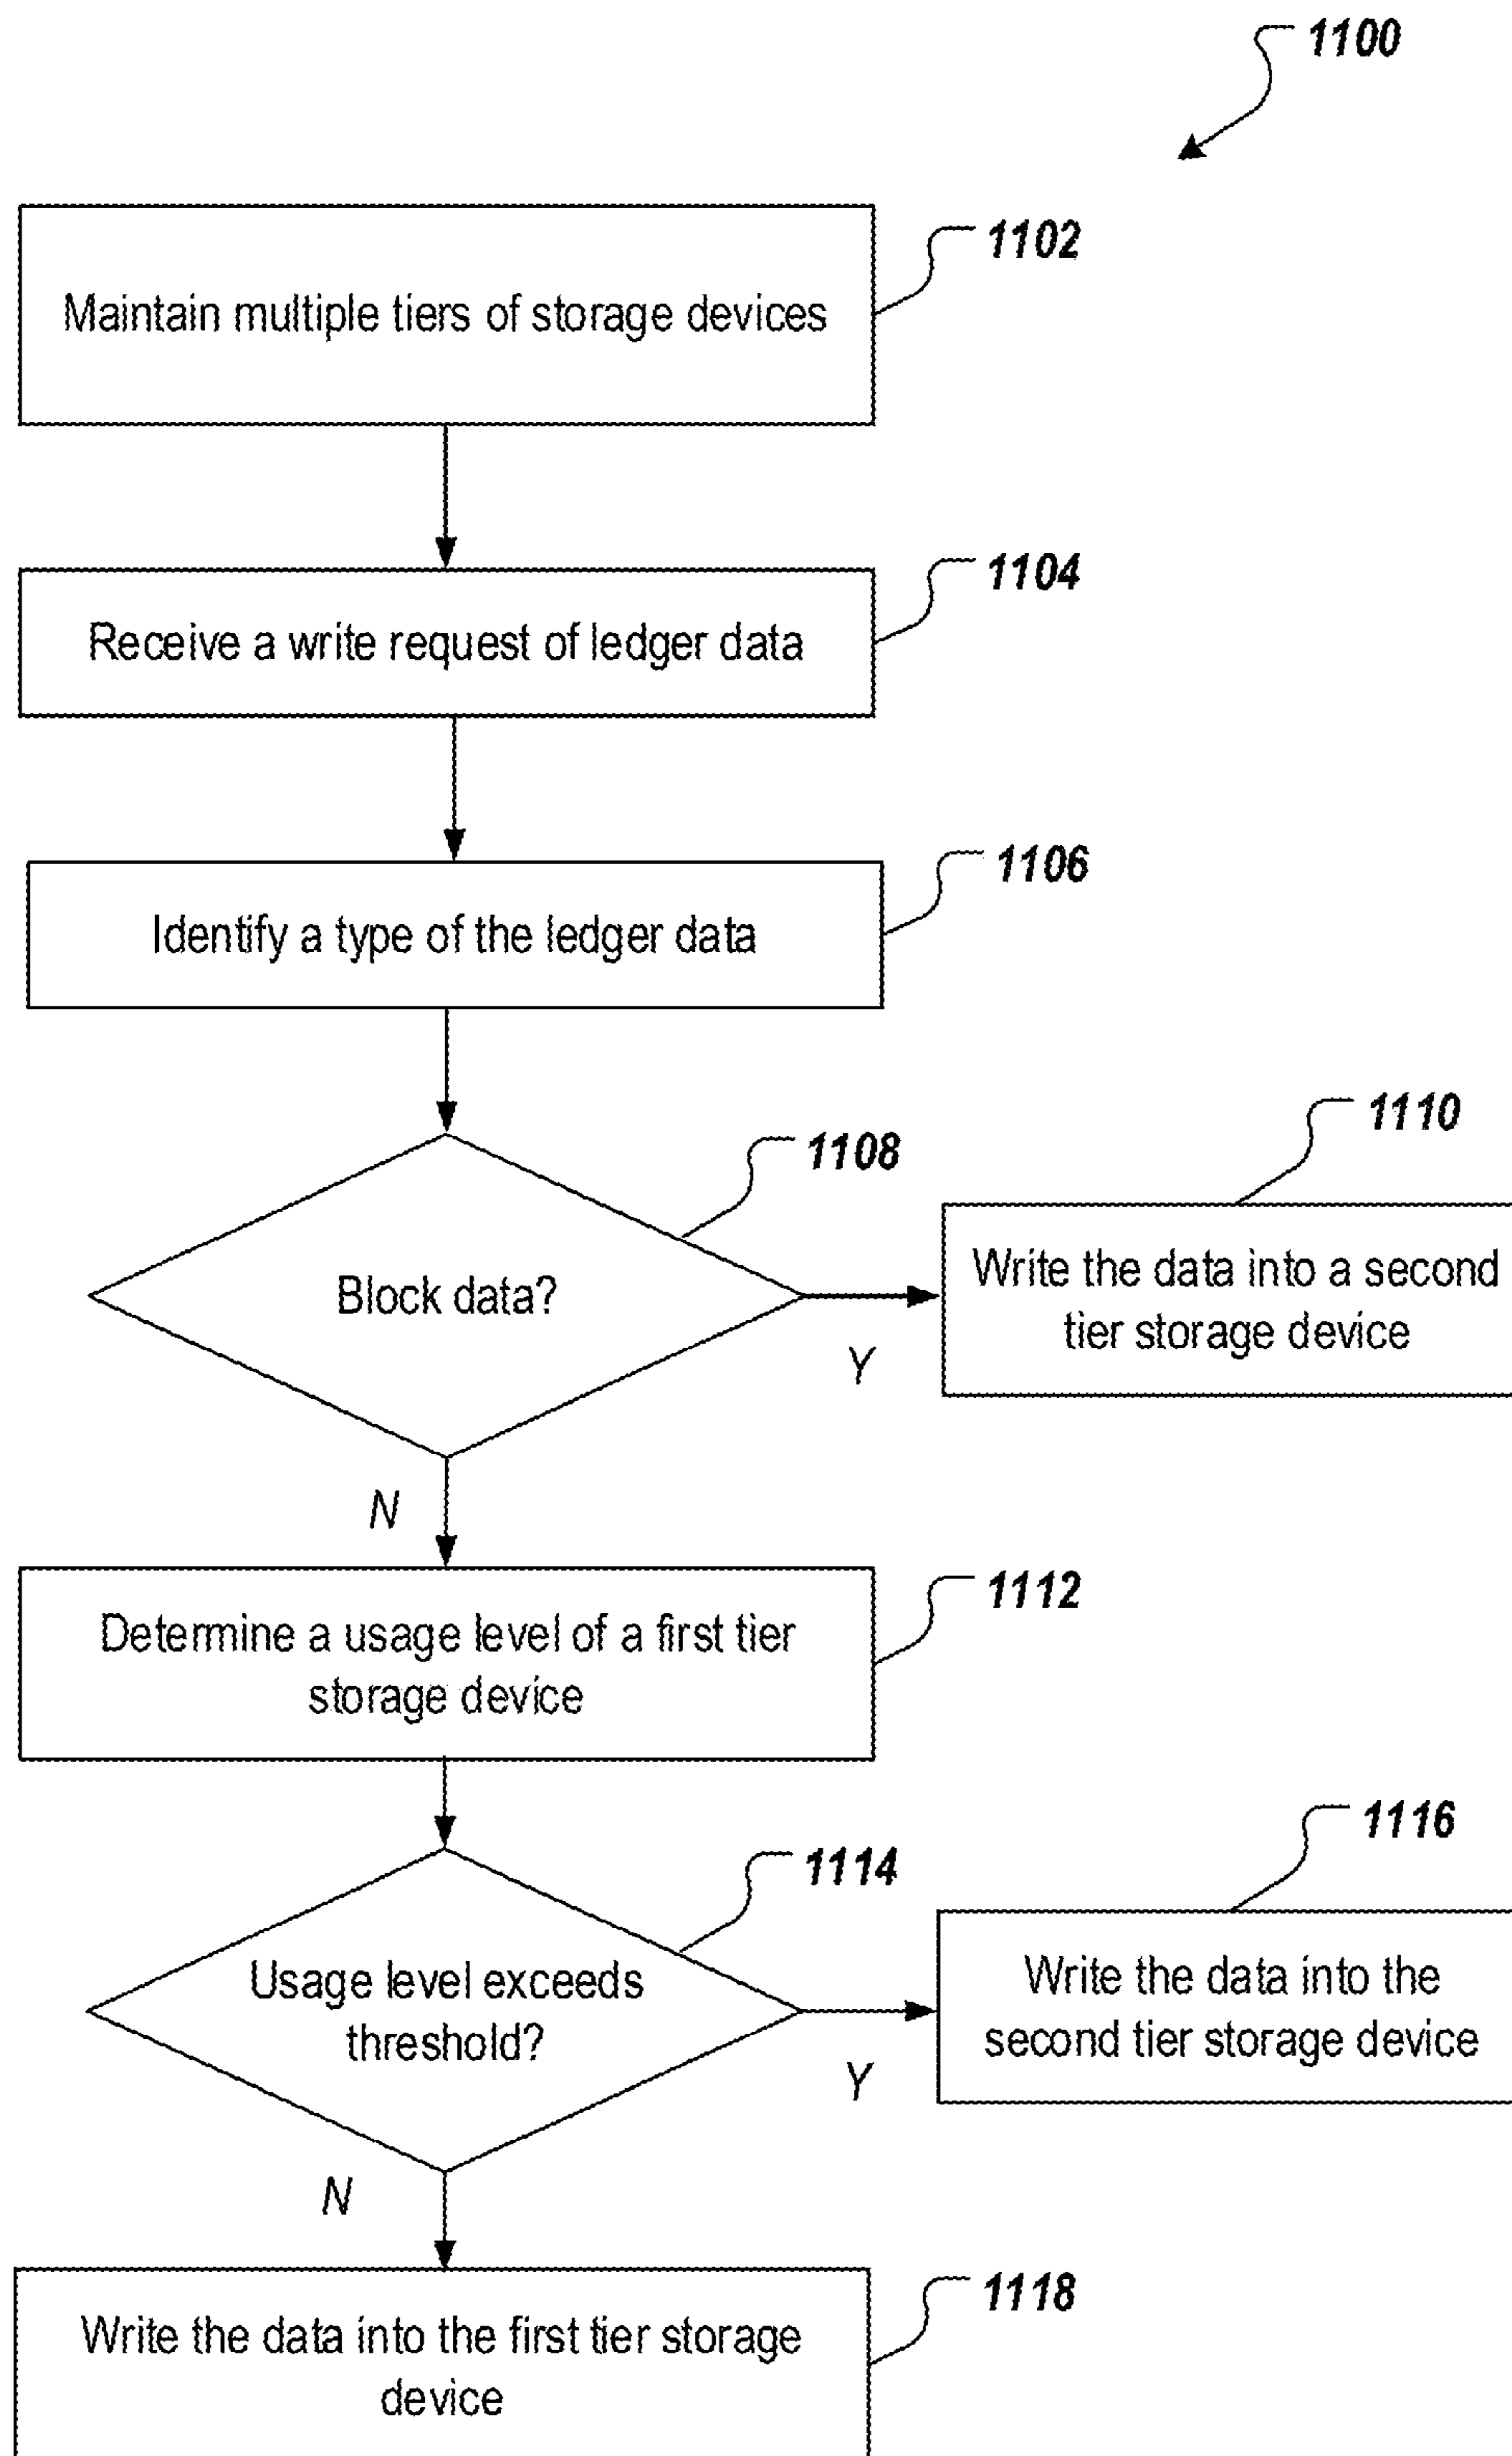 1100
1102
Maintain multiple tiers of storage devices
1104
Receive a write request of ledger data
1106
Identify a type of the ledger data
1108
Block data?
1110
Write the data into a second
tier storage device
Y
N
1112
Determine a usage level of a first tier
storage device
1114
Usage level exceeds
threshold?
1116
Write the data into the
second tier storage device
Y
N
1118
Write the data into the first tier storage
device